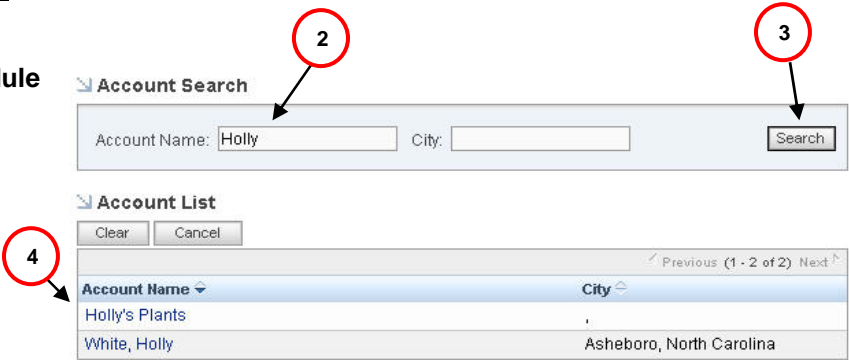 2
3
Account Search
Account Name: Holly City: Search
Account List
Clear Cancel
4
Previous (1 - 2 of 2) Next
Account Name City
Holly's Plants ,
White, Holly Asheboro, North Carolina